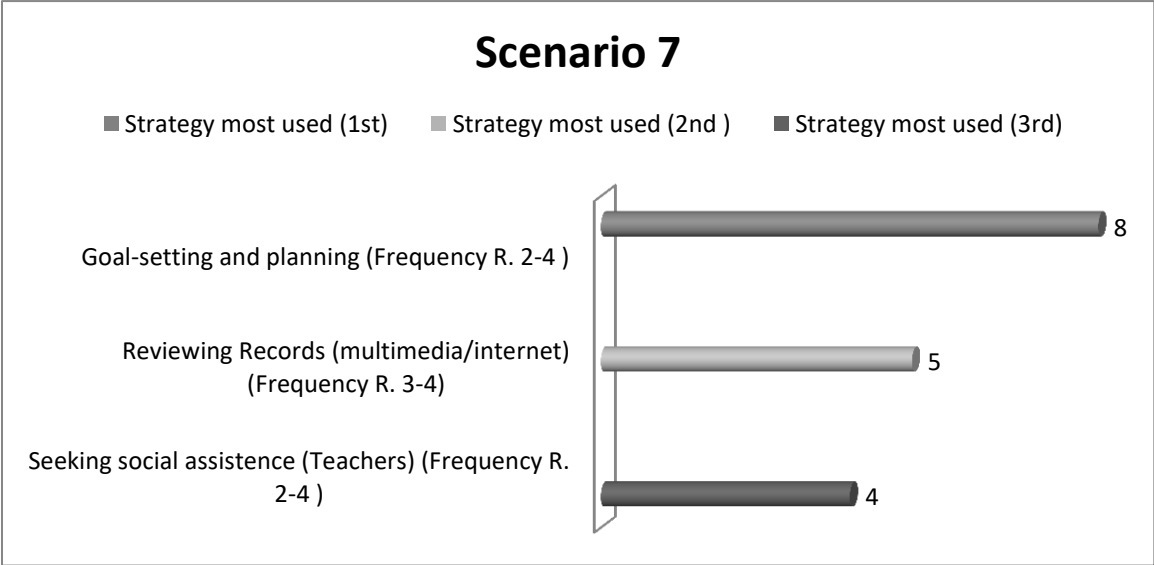 Scenario 7
Strategy most used (1st)
Strategy most used (2nd )
Strategy most used (3rd)
8
Goal-setting and planning (Frequency R. 2-4 )
Reviewing Records (multimedia/internet)
(Frequency R. 3-4)
5
Seeking social assistence (Teachers) (Frequency R.
2-4 )
4